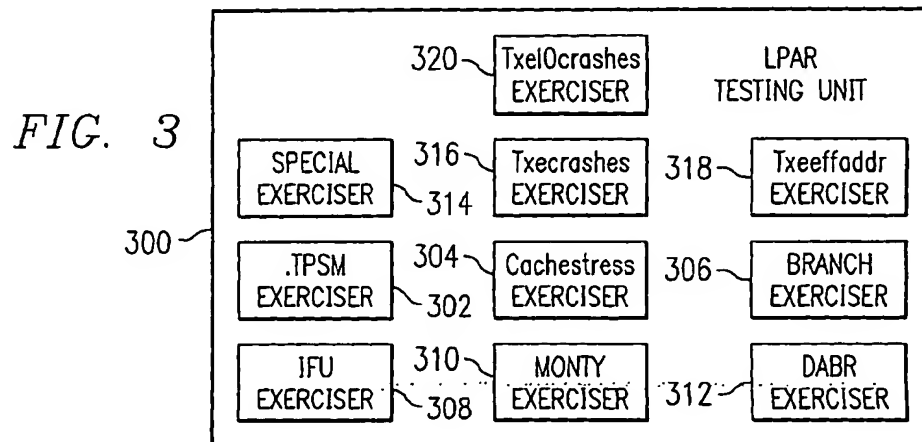 FIG. 3
300
LPAR
TESTING UNIT
320
Txel0crashes
EXERCISER
SPECIAL
EXERCISER
314
316
Txecrashes
EXERCISER
318
Txeeffaddr
EXERCISER
.TPSM
EXERCISER
302
304
Cachestress
EXERCISER
306
BRANCH
EXERCISER
IFU
EXERCISER
308
310
MONTY
EXERCISER
312
DABR
EXERCISER